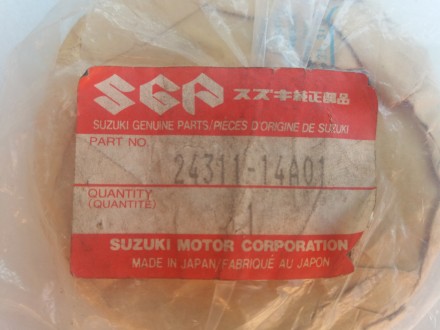 SGP スズキ純正部品
SUZUKI GENUINE PARTS/PIECES D'ORIGINE DE SUZUKI
PART NO.
24311-14A01
QUANTITY
(QUANTITÉ)
1
SUZUKI MOTOR CORPORATION
MADE IN JAPAN/FABRIQUÉ AU JAPON